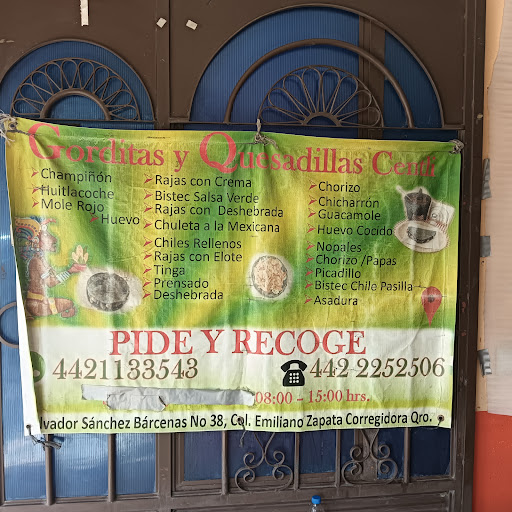 Gorditas y Quesadillas Centli
Champiñón
Huitlacoche
Mole Rojo
Huevo
Rajas con Crema
Bistec Salsa Verde
Rajas con Deshebrada
Chuleta a la Mexicana
Chiles Rellenos
Rajas con Elote
Tinga
Prensado
Deshebrada
Chorizo
Chicharrón
Guacamole
Huevo Cocido
Nopales
Chorizo /Papas
Picadillo
Bistec Chile Pasilla
Asadura
PIDE Y RECOGE
4421133543
442 2252506
08:00 – 15:00 hrs.
lvador Sánchez Bárcenas No 38, Col. Emiliano Zapata Corregidora Qro.